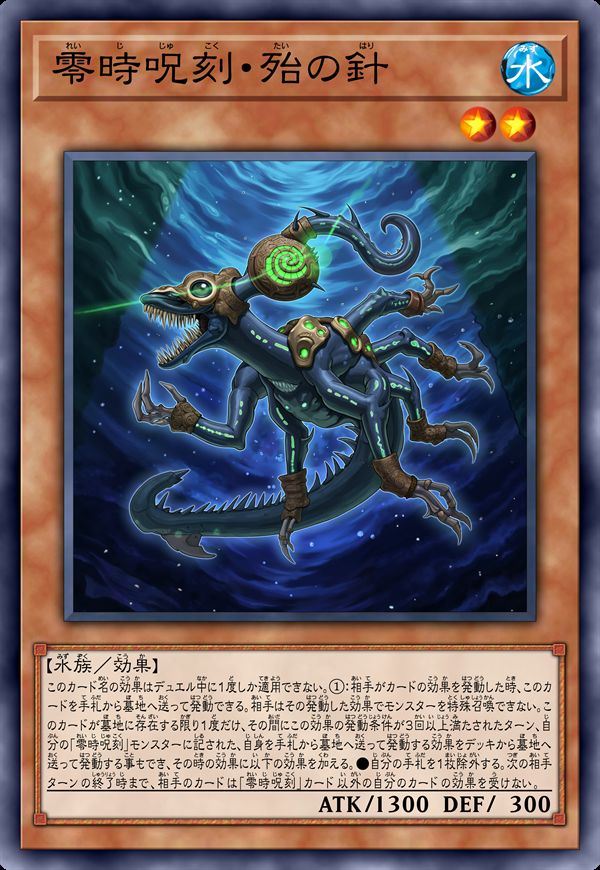 零時呪刻・殆の針
水
【水族/効果】
このカード名の効果はデュエル中に1度しか適用できない。①:相手がカードの効果を発動した時、このカ
ードを手札から墓地へ送って発動できる。相手はその発動した効果でモンスターを特殊召喚できない。こ
のカードが墓地に存在する限り1度だけ、その間にこの効果の発動条件が3回以上満たされたターン、自
分の「零時呪刻」モンスターに記された、自身を手札から墓地へ送って発動する効果をデッキから墓地へ
送って発動する事もでき、その時の効果に以下の効果を加える。●自分の手札を1枚除外する。次の相手
ターンの終了時まで、相手のカードは「零時呪刻」カード以外の自分のカードの効果を受けない。
ATK/1300 DEF/ 300